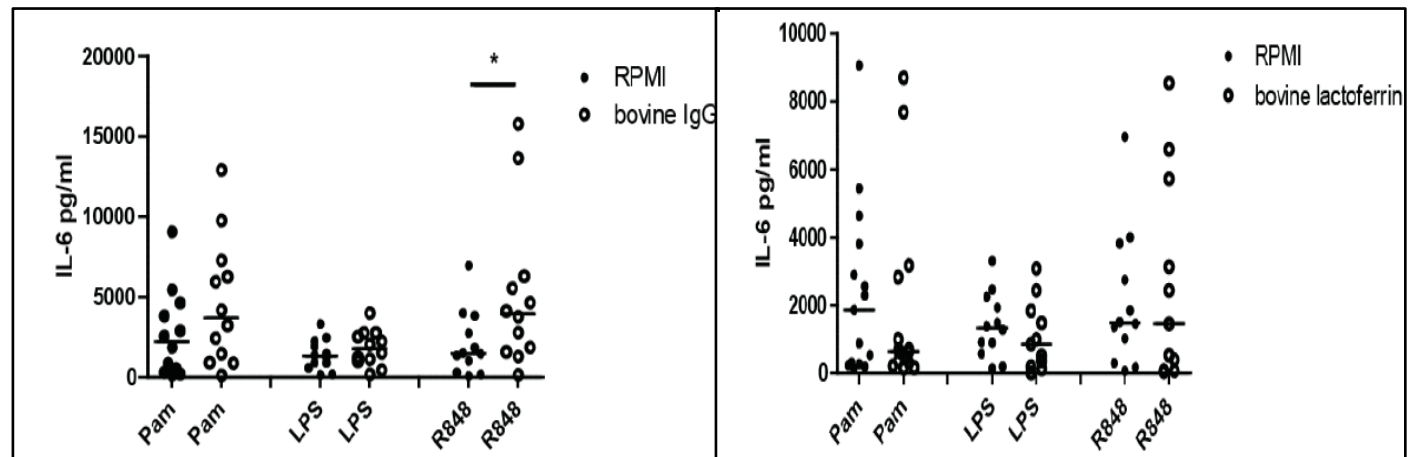 20000
15000
10000
5000
0
IL-6 pg/ml
*
RPMI
bovine IgG
Pam
Pam
LPS
LPS
R848
R848
10000
8000
6000
4000
2000
0
IL-6 pg/ml
RPMI
bovine lactoferrin
Pam
Pam
LPS
LPS
R848
R848